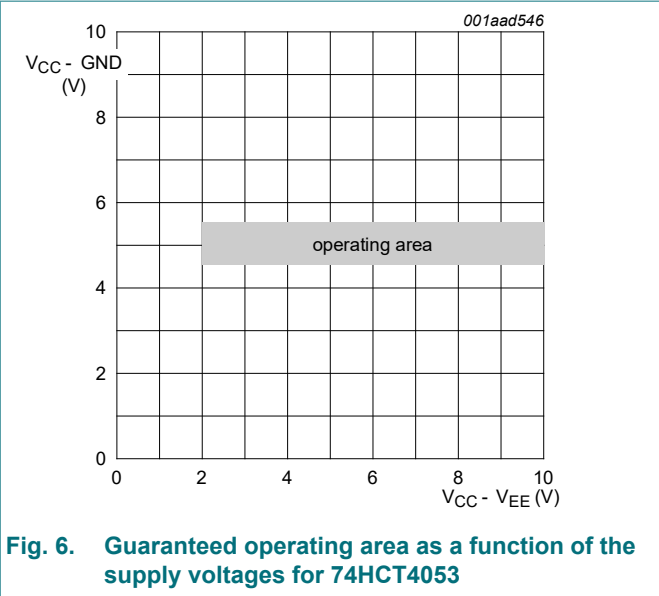 001aad546
10
VCC - GND
(V)
8
6
operating area
4
2
0
0 2 4 6 8 10
VCC - VEE (V)
Fig. 6. Guaranteed operating area as a function of the
supply voltages for 74HCT4053